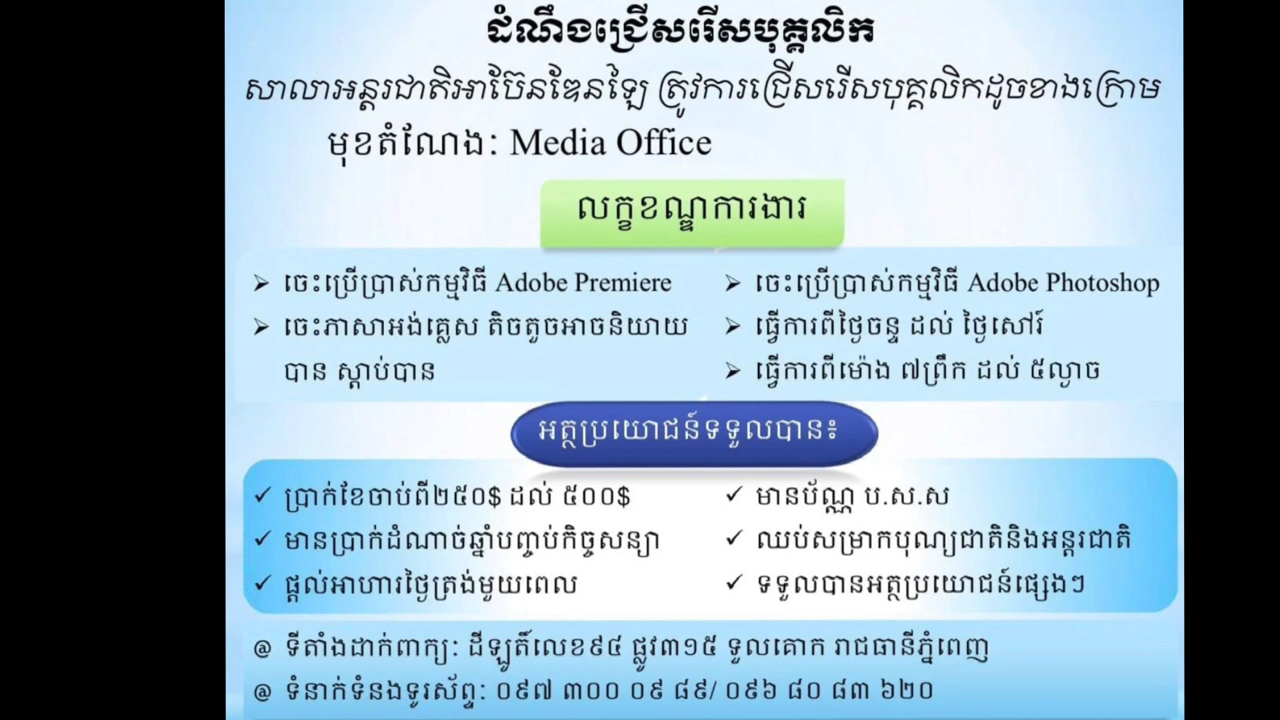 ដំណឹងជ្រើសរើសបុគ្គលិក
សាលាអន្តរជាតិអាប៊ែនឌែនឡៃ ត្រូវការជ្រើសរើសបុគ្គលិកដូចខាងក្រោម
មុខតំណែង: Media Office
លក្ខខណ្ឌការងារ
➢ ចេះប្រើប្រាស់កម្មវិធី Adobe Premiere
➢ ចេះភាសាអង់គ្លេស តិចតួចអាចនិយាយ
បាន ស្តាប់បាន
➢ ចេះប្រើប្រាស់កម្មវិធី Adobe Photoshop
➢ ធ្វើការពីថ្ងៃចន្ទ ដល់ ថ្ងៃសៅរ៍
➢ ធ្វើការពីម៉ោង ៧ព្រឹក ដល់ ៥ល្ងាច
អត្ថប្រយោជន៍ទទួលបាន៖
✓ ប្រាក់ខែចាប់ពី២៥០$ ដល់ ៥០០$
✓ មានប្រាក់ដំណាច់ឆ្នាំបញ្ចប់កិច្ចសន្យា
✓ ផ្តល់អាហារថ្ងៃត្រង់មួយពេល
✓ មានប័ណ្ណ ប.ស.ស
✓ ឈប់សម្រាកបុណ្យជាតិនិងអន្តរជាតិ
✓ ទទួលបានអត្ថប្រយោជន៍ផ្សេងៗ
@ ទីតាំងដាក់ពាក្យ: ដីឡូត៍លេខ៩៤ ផ្លូវ៣១៥ ទួលគោក រាជធានីភ្នំពេញ
@ ទំនាក់ទំនងទូរស័ព្ទ: ០៩៧ ៣០០ ០៩ ៨៩/ ០៩៦ ៨០ ៨៣ ៦២០